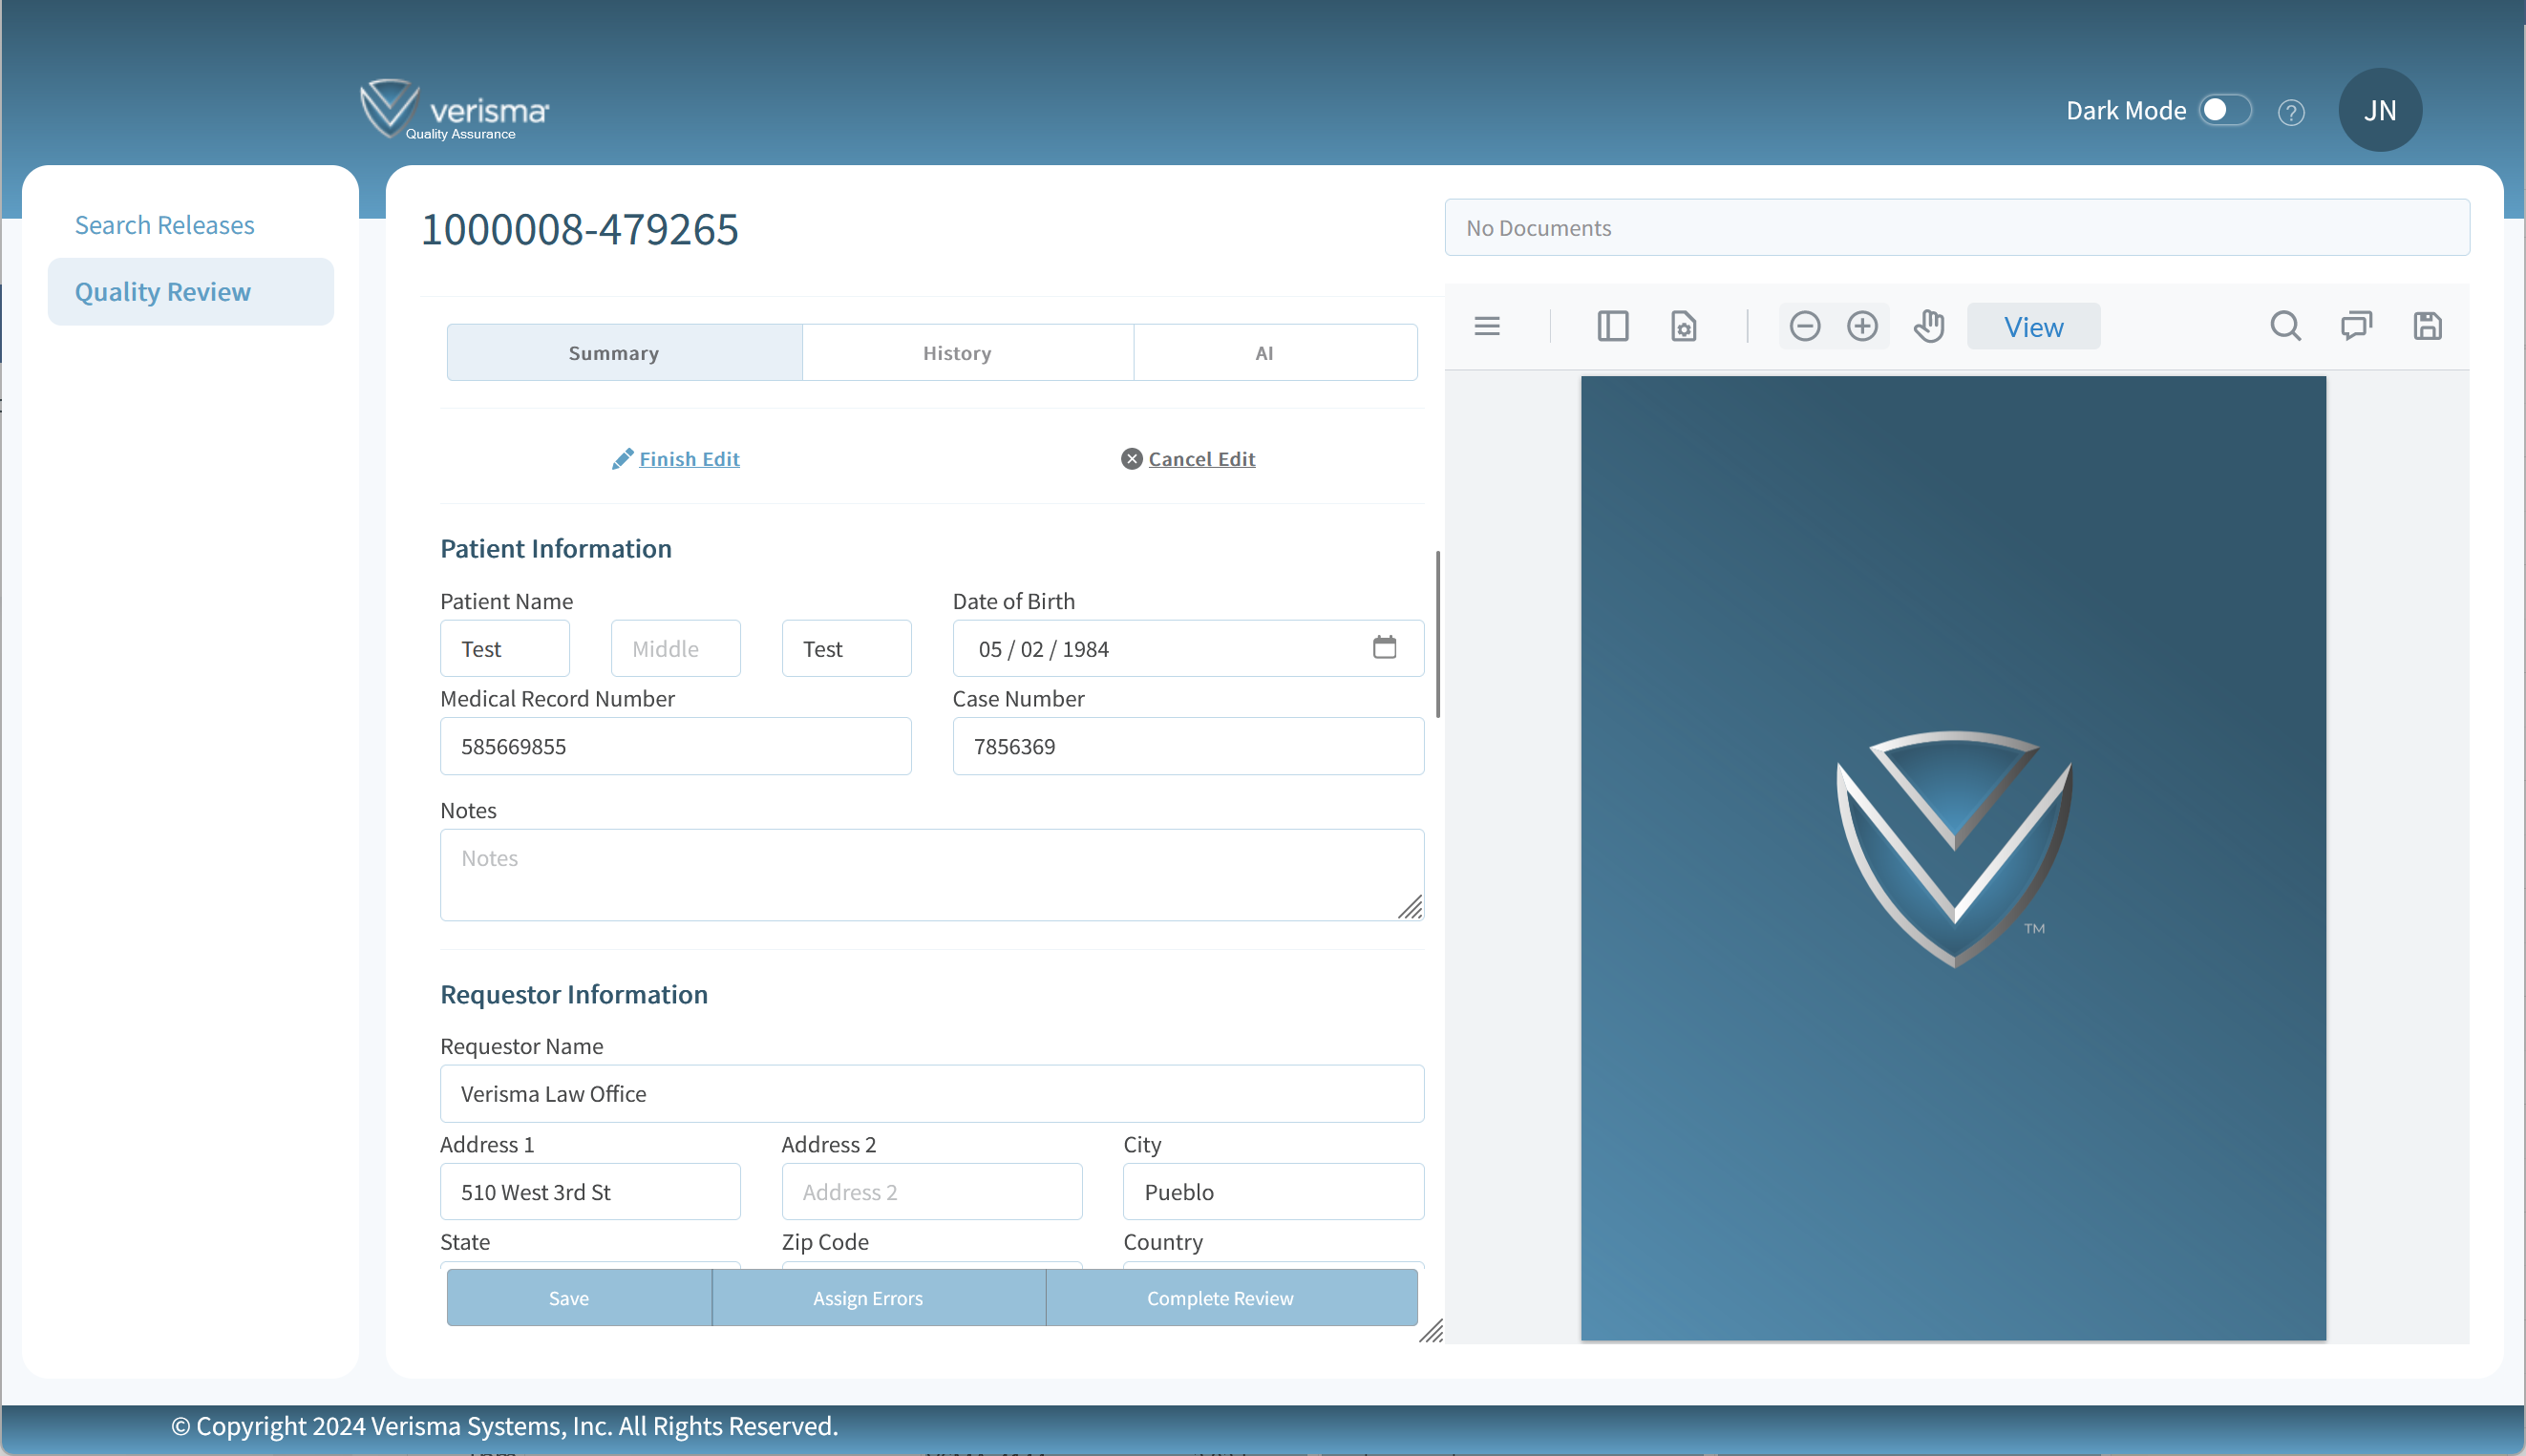 verisma
Quality Assurance
Dark Mode
?
JN
Search Releases
Quality Review
1000008-479265
No Documents
Summary
History
AI
View
Finish Edit
Cancel Edit
Patient Information
Patient Name
Date of Birth
Test
Middle
Test
05 / 02 / 1984
Medical Record Number
Case Number
585669855
7856369
Notes
Notes
TM
Requestor Information
Requestor Name
Verisma Law Office
Address 1
Address 2
City
510 West 3rd St
Address 2
Pueblo
State
Zip Code
Country
Save
Assign Errors
Complete Review
© Copyright 2024 Verisma Systems, Inc. All Rights Reserved.